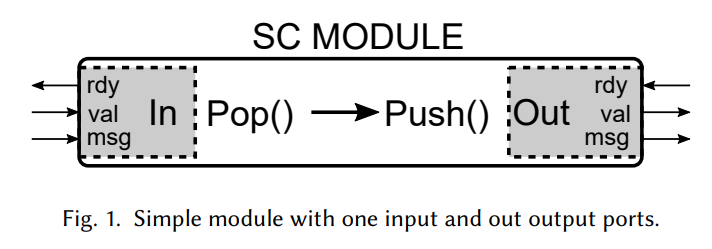 SC MODULE
rdy rdy
val In Pop() Push() Out val
msg msg
Fig. 1. Simple module with one input and out output ports.